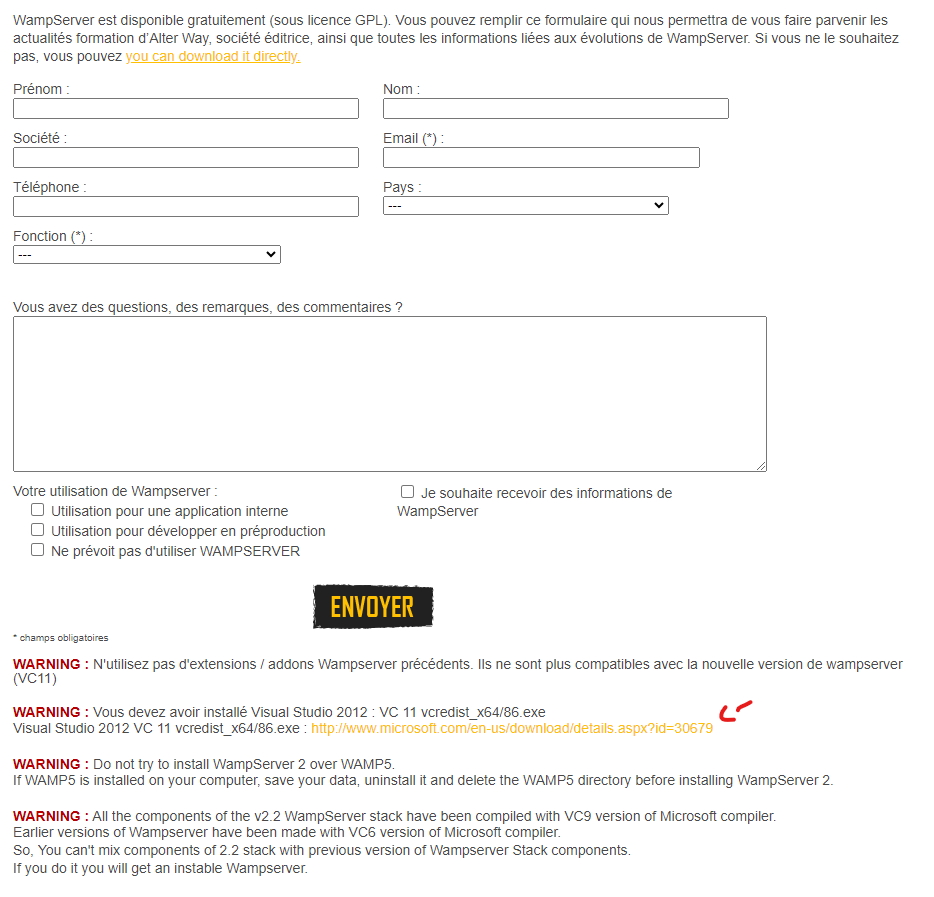 WampServer est disponible gratuitement (sous licence GPL). Vous pouvez remplir ce formulaire qui nous permettra de vous faire parvenir les
actualités formation d'Alter Way, société éditrice, ainsi que toutes les informations liées aux évolutions de WampServer. Si vous ne le souhaitez
pas, vous pouvez you can download it directly.
Prénom :
Nom :
Société :
Email (*) :
Téléphone :
Pays :
---
Fonction (*) :
---
Vous avez des questions, des remarques, des commentaires ?
Votre utilisation de Wampserver :
Utilisation pour une application interne
Utilisation pour développer en préproduction
Ne prévoit pas d'utiliser WAMPSERVER
Je souhaite recevoir des informations de
WampServer
ENVOYER
* champs obligatoires
WARNING : N'utilisez pas d'extensions / addons Wampserver précédents. Ils ne sont plus compatibles avec la nouvelle version de wampserver
(VC11)
WARNING : Vous devez avoir installé Visual Studio 2012 : VC 11 vcredist_x64/86.exe
Visual Studio 2012 VC 11 vcredist_x64/86.exe : http://www.microsoft.com/en-us/download/details.aspx?id=30679
WARNING : Do not try to install WampServer 2 over WAMP5.
If WAMP5 is installed on your computer, save your data, uninstall it and delete the WAMP5 directory before installing WampServer 2.
WARNING : All the components of the v2.2 WampServer stack have been compiled with VC9 version of Microsoft compiler.
Earlier versions of Wampserver have been made with VC6 version of Microsoft compiler.
So, You can't mix components of 2.2 stack with previous version of Wampserver Stack components.
If you do it you will get an instable Wampserver.